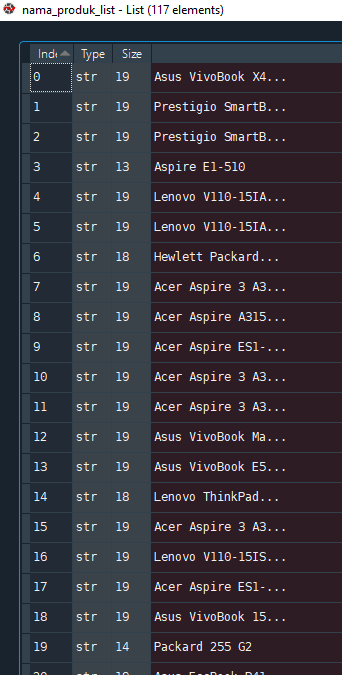 nama_produk_list - List (117 elements)
Inde Type Size
0 str 19 Asus VivoBook X4...
1 str 19 Prestigio SmartB...
2 str 19 Prestigio SmartB...
3 str 13 Aspire E1-510
4 str 19 Lenovo V110-15IA...
5 str 19 Lenovo V110-15IA...
6 str 18 Hewlett Packard...
7 str 19 Acer Aspire 3 A3...
8 str 19 Acer Aspire A315...
9 str 19 Acer Aspire ES1-...
10 str 19 Acer Aspire 3 A3...
11 str 19 Acer Aspire 3 A3...
12 str 19 Asus VivoBook Ma...
13 str 19 Asus VivoBook E5...
14 str 18 Lenovo ThinkPad...
15 str 19 Acer Aspire 3 A3...
16 str 19 Lenovo V110-15IS...
17 str 19 Acer Aspire ES1-...
18 str 19 Asus VivoBook 15...
19 str 14 Packard 255 G2